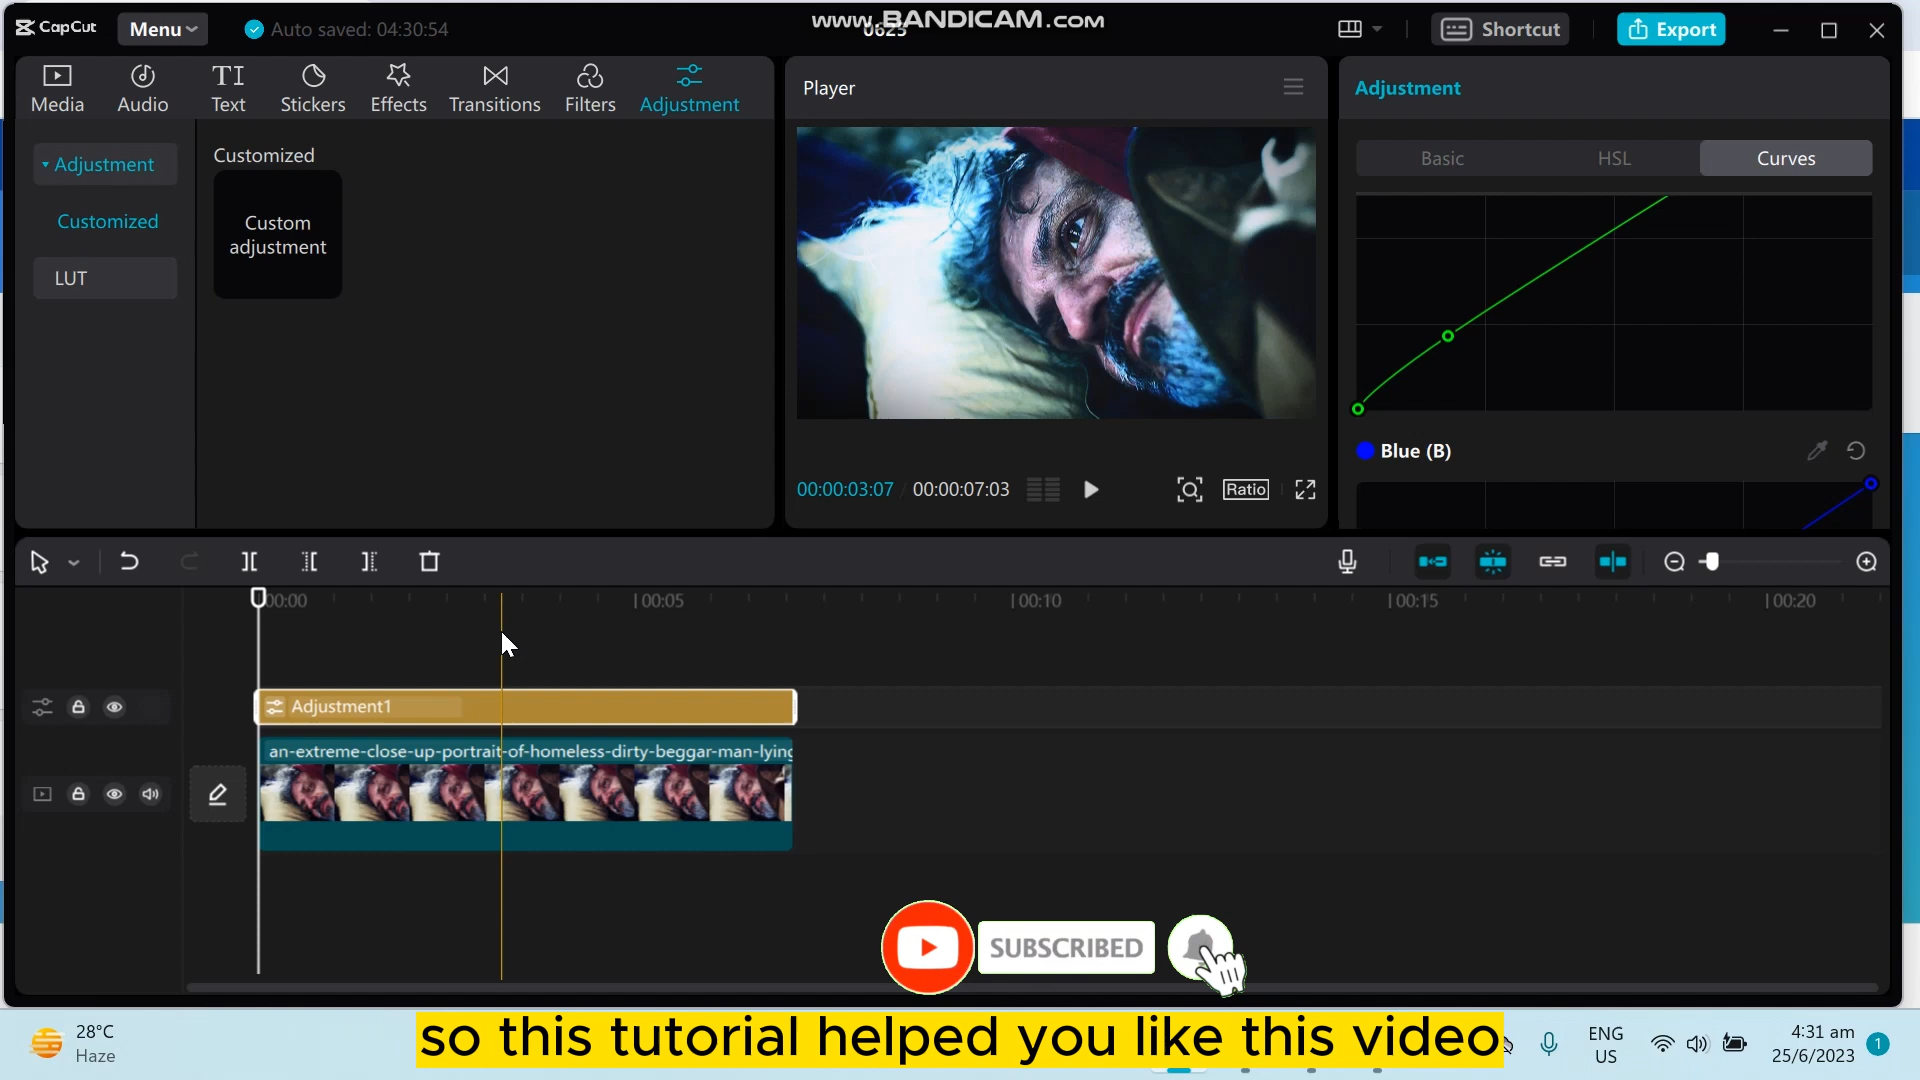 CapCut
Menu
Auto saved: 04:30:54
www.BANDICAM.com
0625
Shortcut
Export
Media
Audio
Text
Stickers
Effects
Transitions
Filters
Adjustment
Player
Adjustment
Adjustment
Customized
LUT
Customized
Custom
adjustment
Basic
HSL
Curves
Blue (B)
00:00:03:07 / 00:00:07:03
Ratio
00:00
00:05
00:10
00:15
00:20
Adjustment1
an-extreme-close-up-portrait-of-homeless-dirty-beggar-man-lying
SUBSCRIBED
28°C
Haze
so this tutorial helped you like this video
ENG
US
4:31 am
25/6/2023
1